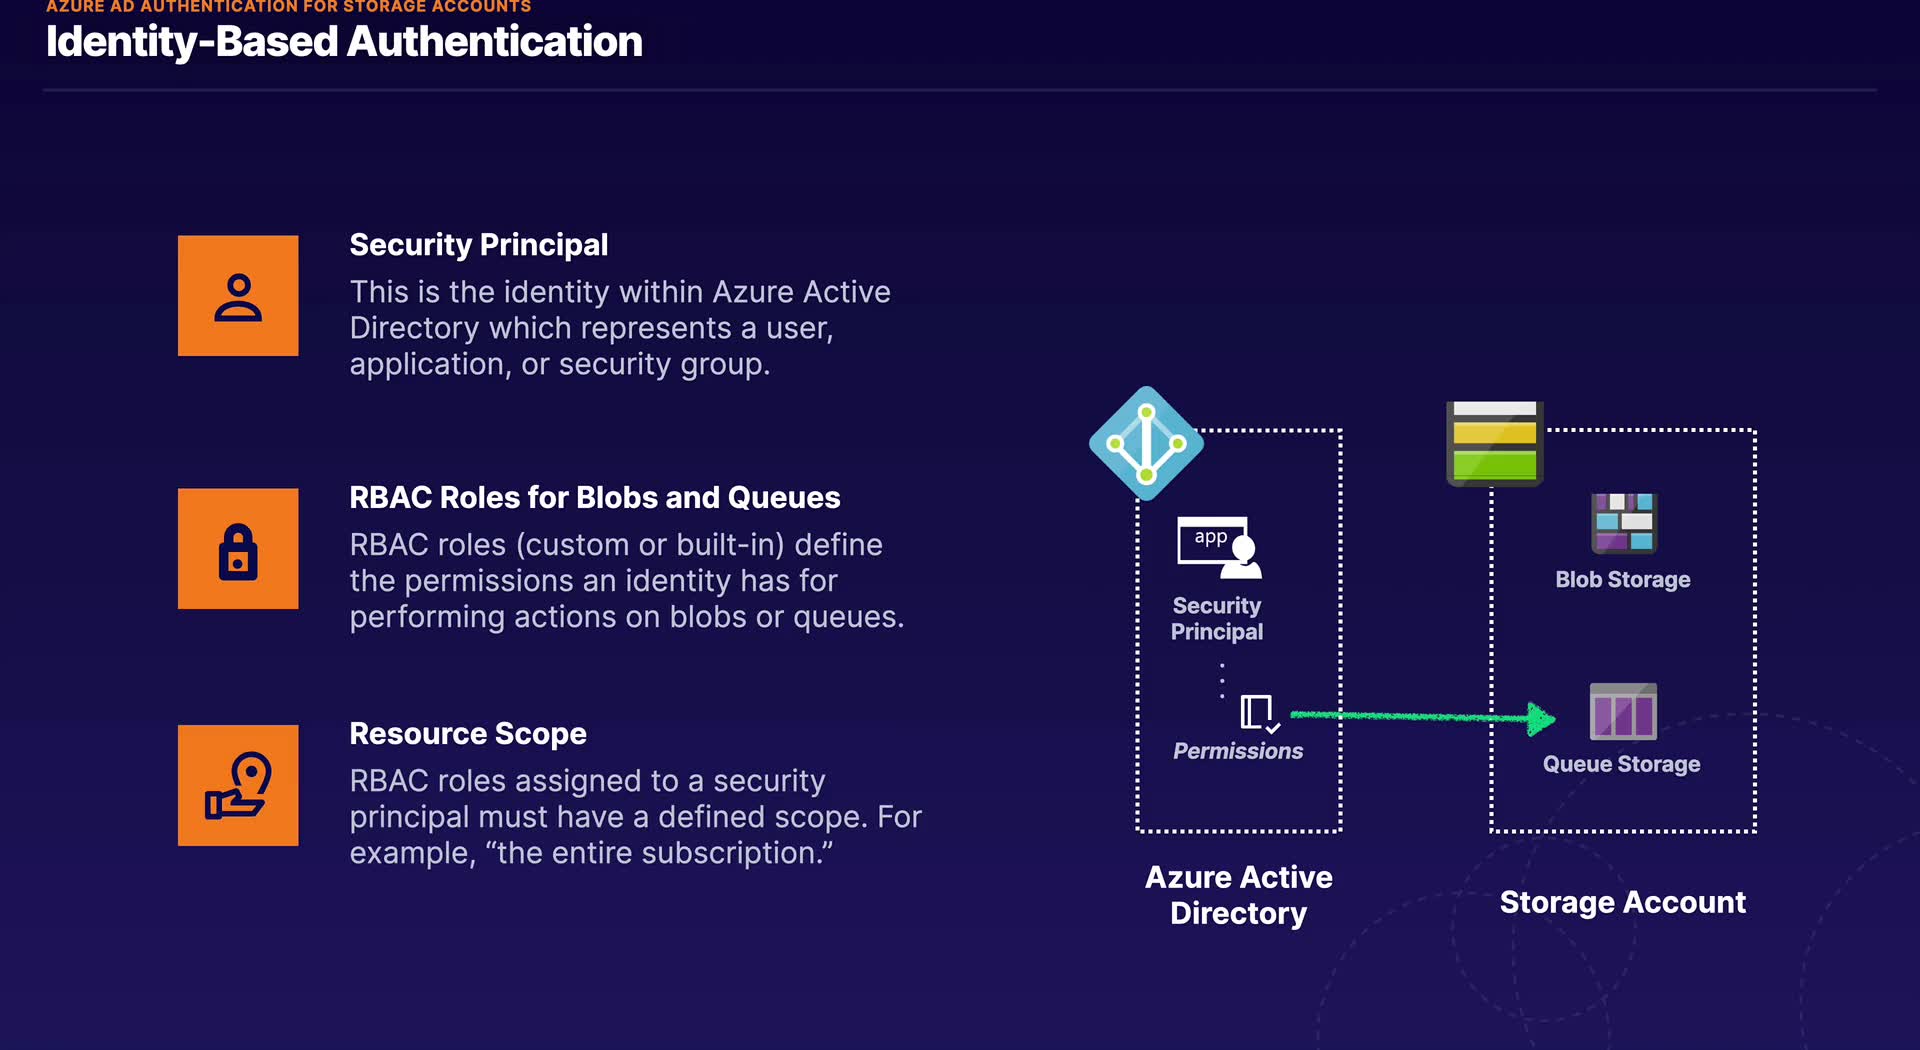 AZURE AD AUTHENTICATION FOR STORAGE ACCOUNTS
Identity-Based Authentication
Security Principal
This is the identity within Azure Active
Directory which represents a user,
application, or security group.
RBAC Roles for Blobs and Queues
RBAC roles (custom or built-in) define
the permissions an identity has for
performing actions on blobs or queues.
Resource Scope
RBAC roles assigned to a security
principal must have a defined scope. For
example, “the entire subscription.”
app
Security
Principal
Permissions
Azure Active
Directory
Blob Storage
Queue Storage
Storage Account